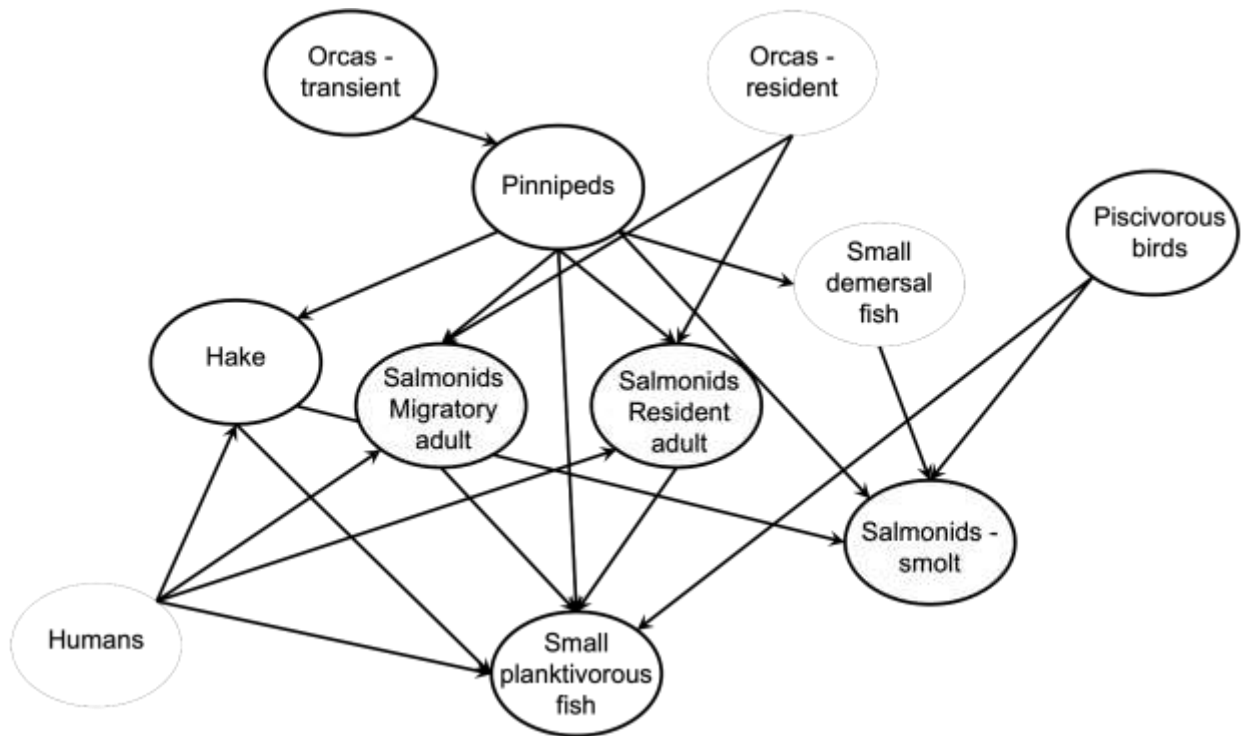 Orcas -
transient
Orcas -
resident
Pinnipeds
Piscivorous
birds
Small
demersal
fish
Hake
Salmonids
Migratory
adult
Salmonids
Resident
adult
Salmonids -
smolt
Humans
Small
planktivorous
fish